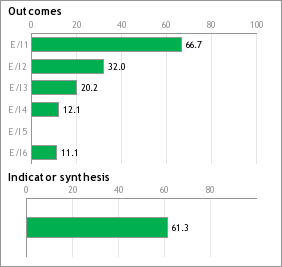 Outcomes
0 20 40 60 80 100
E/I1 66.7
E/I2 32.0
E/I3 20.2
E/I4 12.1
E/I5
E/I6 11.1
Indicator synthesis
0 20 40 60 80
61.3